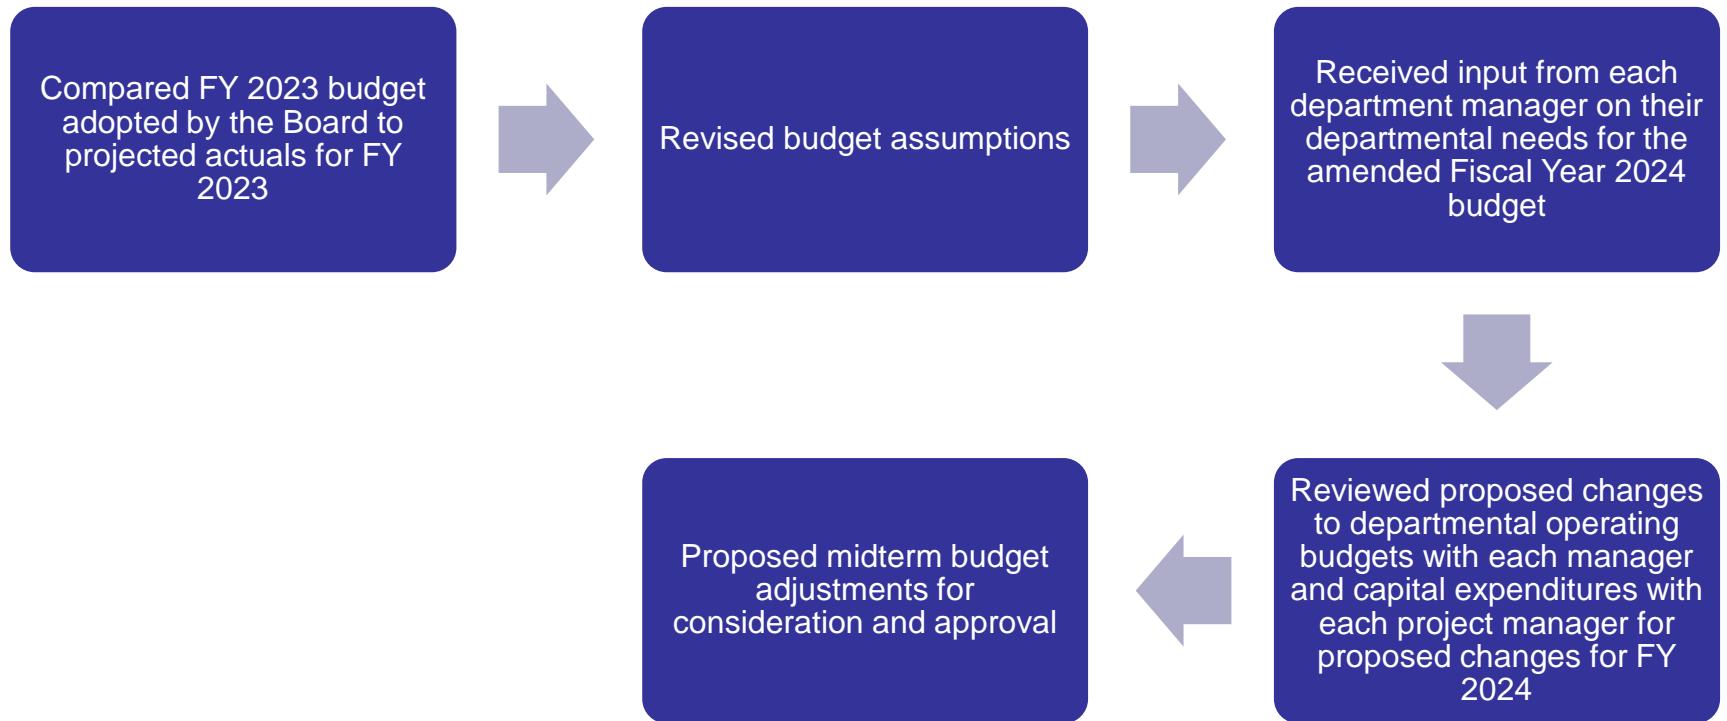 Compared FY 2023 budget
adopted by the Board to
projected actuals for FY
2023
Revised budget assumptions
Received input from each
department manager on their
departmental needs for the
amended Fiscal Year 2024
budget
Reviewed proposed changes
to departmental operating
budgets with each manager
and capital expenditures with
each project manager for
proposed changes for FY
2024
Proposed midterm budget
adjustments for
consideration and approval